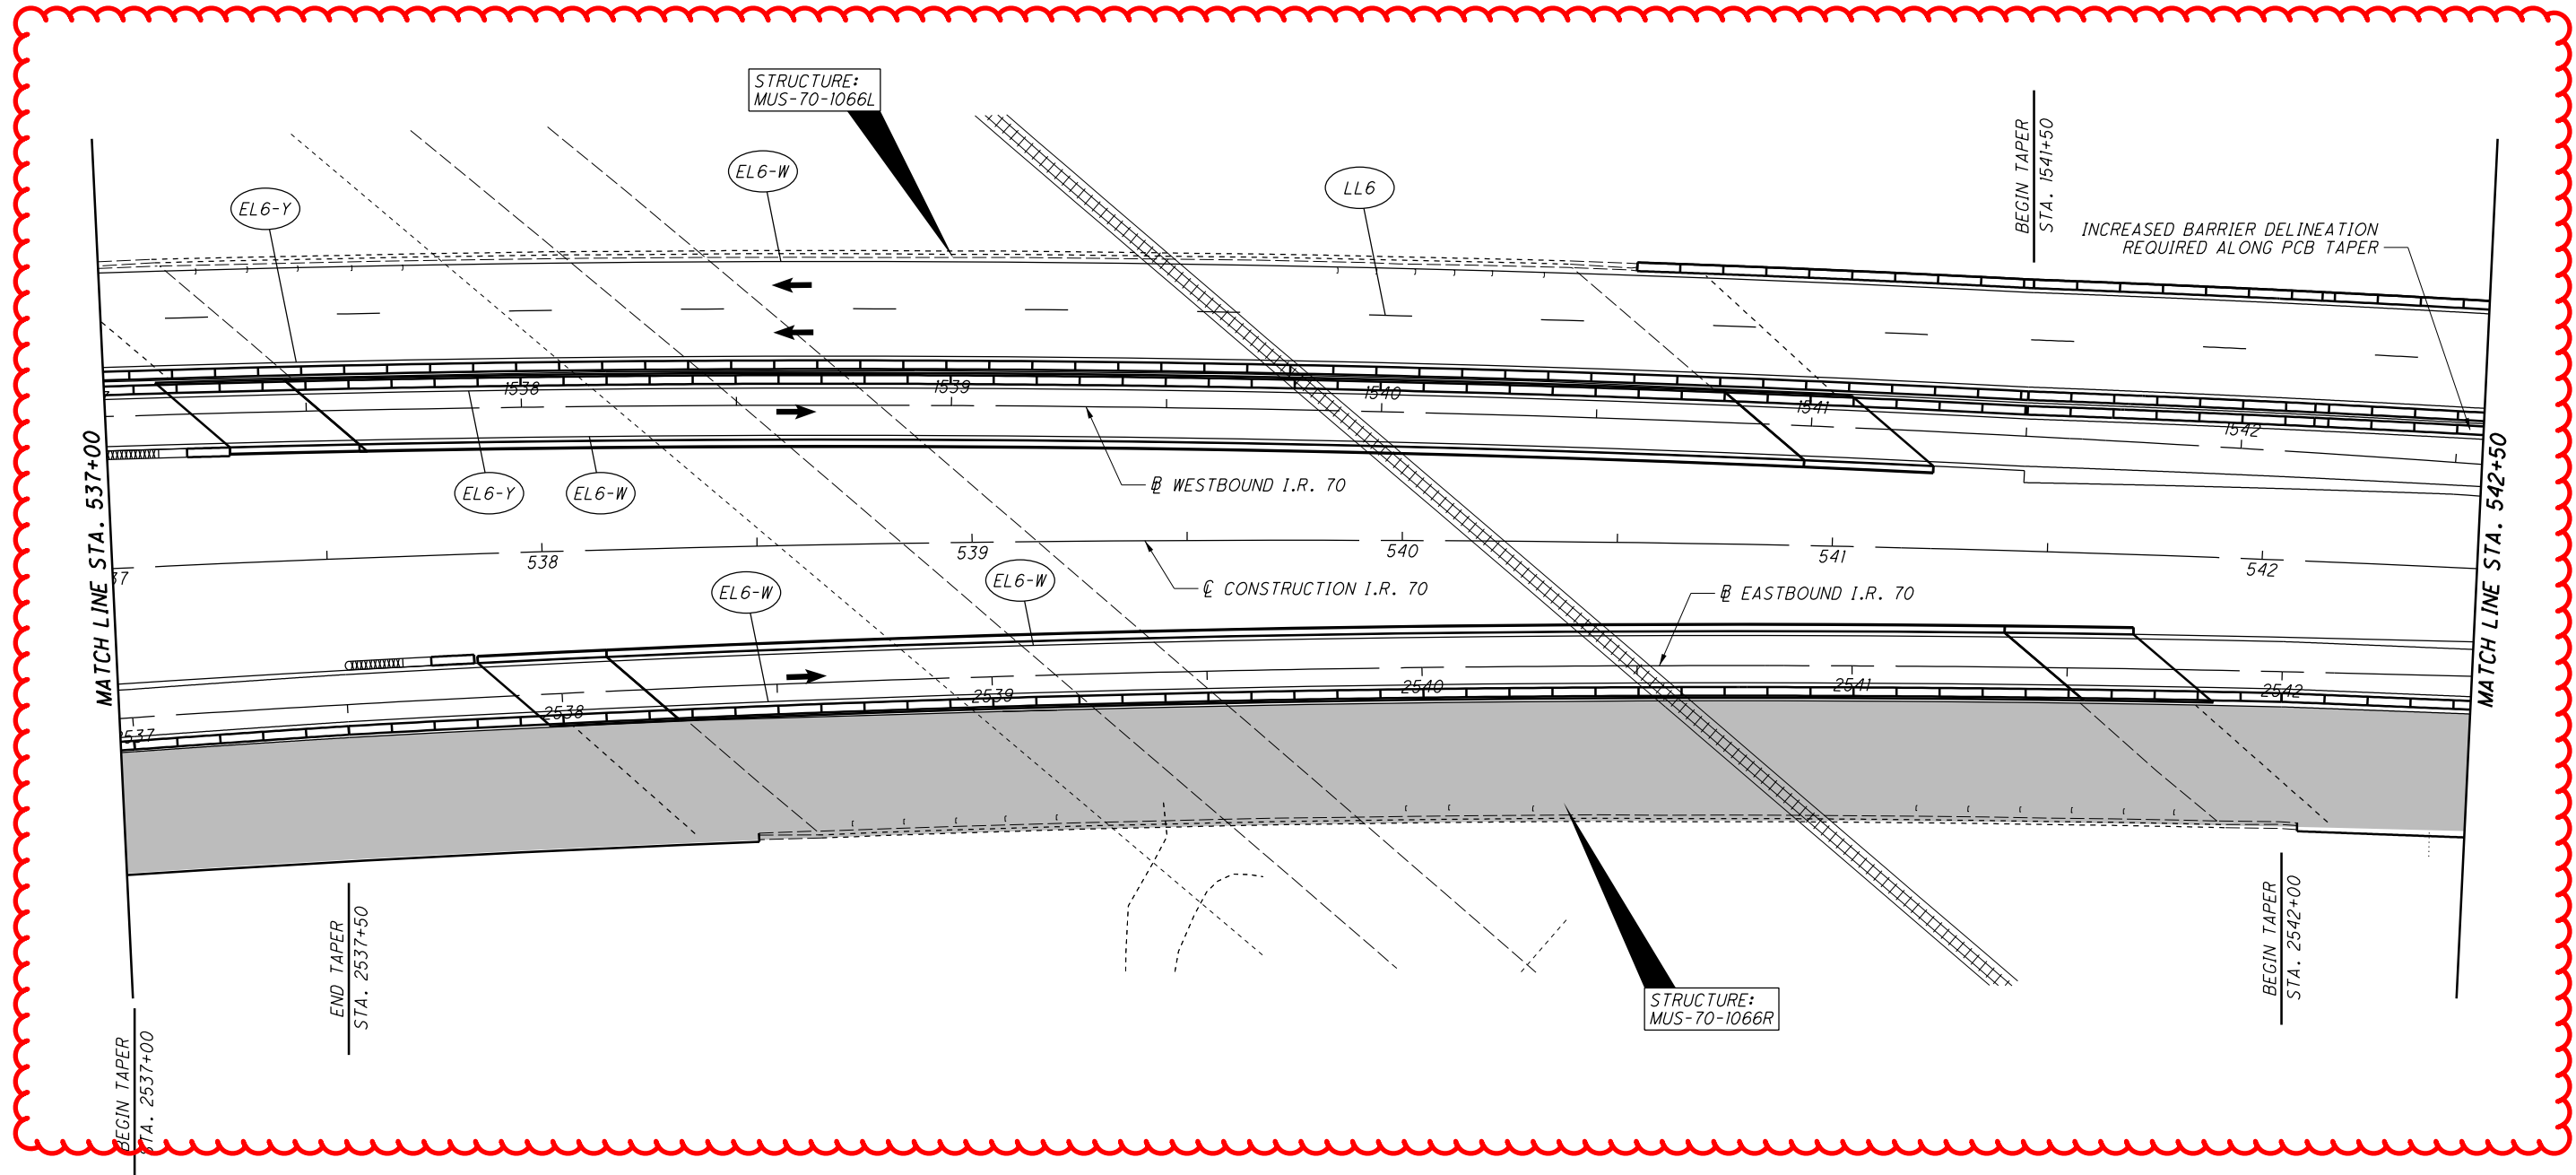 STRUCTURE:
MUS-70-1066L
EL6-W
EL6-Y
LL6
BEGIN TAPER
STA. 1541+50
INCREASED BARRIER DELINEATION
REQUIRED ALONG PCB TAPER
1538
1539
1540
1541
1542
EL6-Y
EL6-W
℄ WESTBOUND I.R. 70
MATCH LINE STA. 537+00
MATCH LINE STA. 542+50
37
538
539
540
541
542
℄ CONSTRUCTION I.R. 70
EL6-W
EL6-W
℄ EASTBOUND I.R. 70
2537
2538
2539
2540
2541
2542
END TAPER
STA. 2537+50
BEGIN TAPER
STA. 2542+00
STRUCTURE:
MUS-70-1066R
BEGIN TAPER
STA. 2537+00